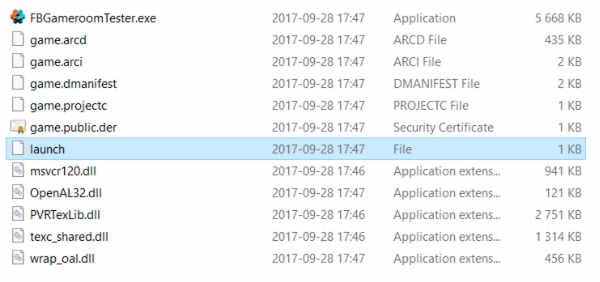 FBGameroomTester.exe 2017-09-28 17:47 Application 5 668 KB
game.arcd 2017-09-28 17:47 ARCD File 435 KB
game.arci 2017-09-28 17:47 ARCI File 2 KB
game.dmanifest 2017-09-28 17:47 DMANIFEST File 2 KB
game.projectc 2017-09-28 17:47 PROJECTC File 2 KB
game.public.der 2017-09-28 17:47 Security Certificate 1 KB
launch 2017-09-28 17:47 File 1 KB
msvcr120.dll 2017-09-28 17:46 Application extens... 941 KB
OpenAL32.dll 2017-09-28 17:47 Application extens... 121 KB
PVRTexLib.dll 2017-09-28 17:46 Application extens... 2 751 KB
texc_shared.dll 2017-09-28 17:46 Application extens... 1 314 KB
wrap_oal.dll 2017-09-28 17:47 Application extens... 456 KB